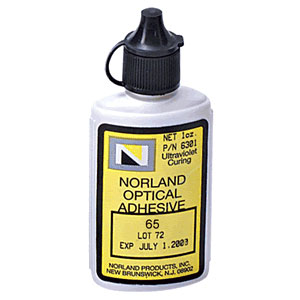 NET 1oz.
P/N 6301
Ultraviolet
Curing
NORLAND
OPTICAL
ADHESIVE
65
LOT 72
EXP JULY 1.2003
NORLAND PRODUCTS, INC.
NEW BRUNSWICK, N.J. 08902